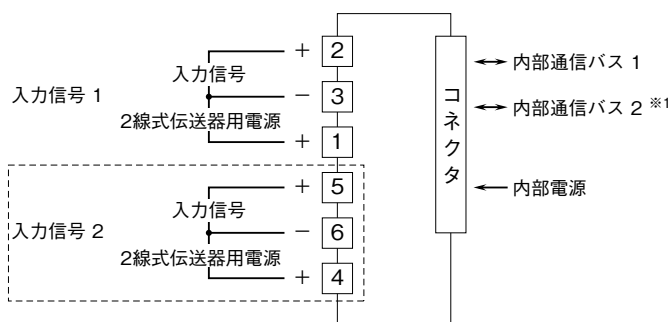 入力信号 1
入力信号
2線式伝送器用電源
+ 2
− 3
+ 1
入力信号 2
入力信号
2線式伝送器用電源
+ 5
− 6
+ 4
コネクタ
内部通信バス 1
内部通信バス 2 ※1
内部電源